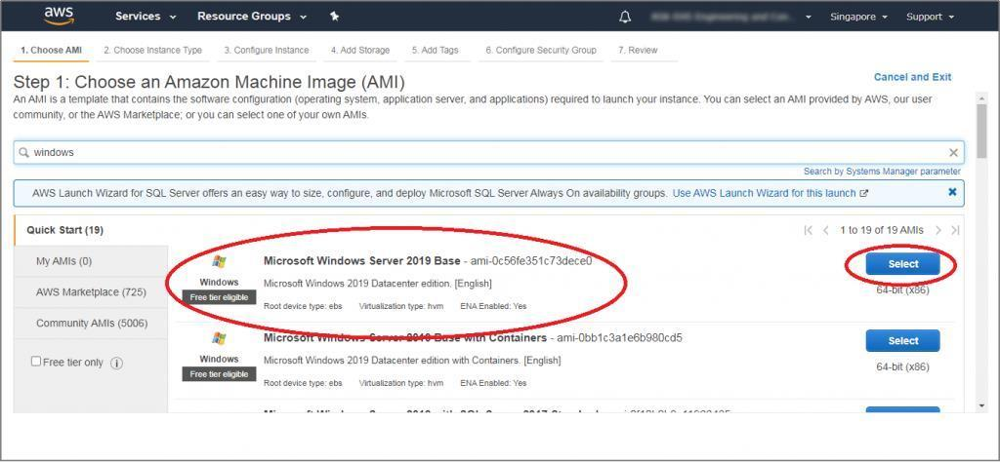 aws Services Resource Groups Singapore Support
1. Choose AMI 2. Choose Instance Type 3. Configure Instance 4. Add Storage 5. Add Tags 6. Configure Security Group 7. Review
Step 1: Choose an Amazon Machine Image (AMI)
Cancel and Exit
An AMI is a template that contains the software configuration (operating system, application server, and applications) required to launch your instance. You can select an AMI provided by AWS, our user
community, or the AWS Marketplace; or you can select one of your own AMIs.
windows
Search by Systems Manager parameter
AWS Launch Wizard for SQL Server offers an easy way to size, configure, and deploy Microsoft SQL Server Always On availability groups. Use AWS Launch Wizard for this launch
Quick Start (19)
1 to 19 of 19 AMIs
My AMIs (0)
AWS Marketplace (725)
Community AMIs (5006)
Free tier only
Windows
Free tier eligible
Microsoft Windows Server 2019 Base - ami-0c56fe351c73dece0
Microsoft Windows 2019 Datacenter edition. [English]
Root device type: ebs Virtualization type: hvm ENA Enabled: Yes
Select
64-bit (x86)
Windows
Free tier eligible
Microsoft Windows Server 2019 Base with Containers - ami-0bb1c3a1e6b980cd5
Microsoft Windows 2019 Datacenter edition with Containers. [English]
Root device type: ebs Virtualization type: hvm ENA Enabled: Yes
Select
64-bit (x86)